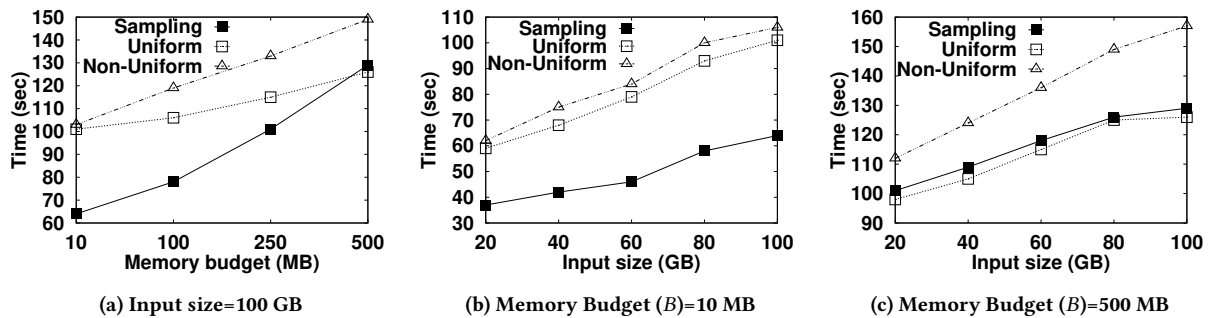 150
140
130
120
110
100
90
80
70
60
Time (sec)
Sampling
Uniform
Non-Uniform
10 100 250 500
Memory budget (MB)
(a) Input size=100 GB
110
100
90
80
70
60
50
40
30
Time (sec)
Sampling
Uniform
Non-Uniform
20 40 60 80 100
Input size (GB)
(b) Memory Budget (B)=10 MB
160
150
140
130
120
110
100
90
Time (sec)
Sampling
Uniform
Non-Uniform
20 40 60 80 100
Input size (GB)
(c) Memory Budget (B)=500 MB